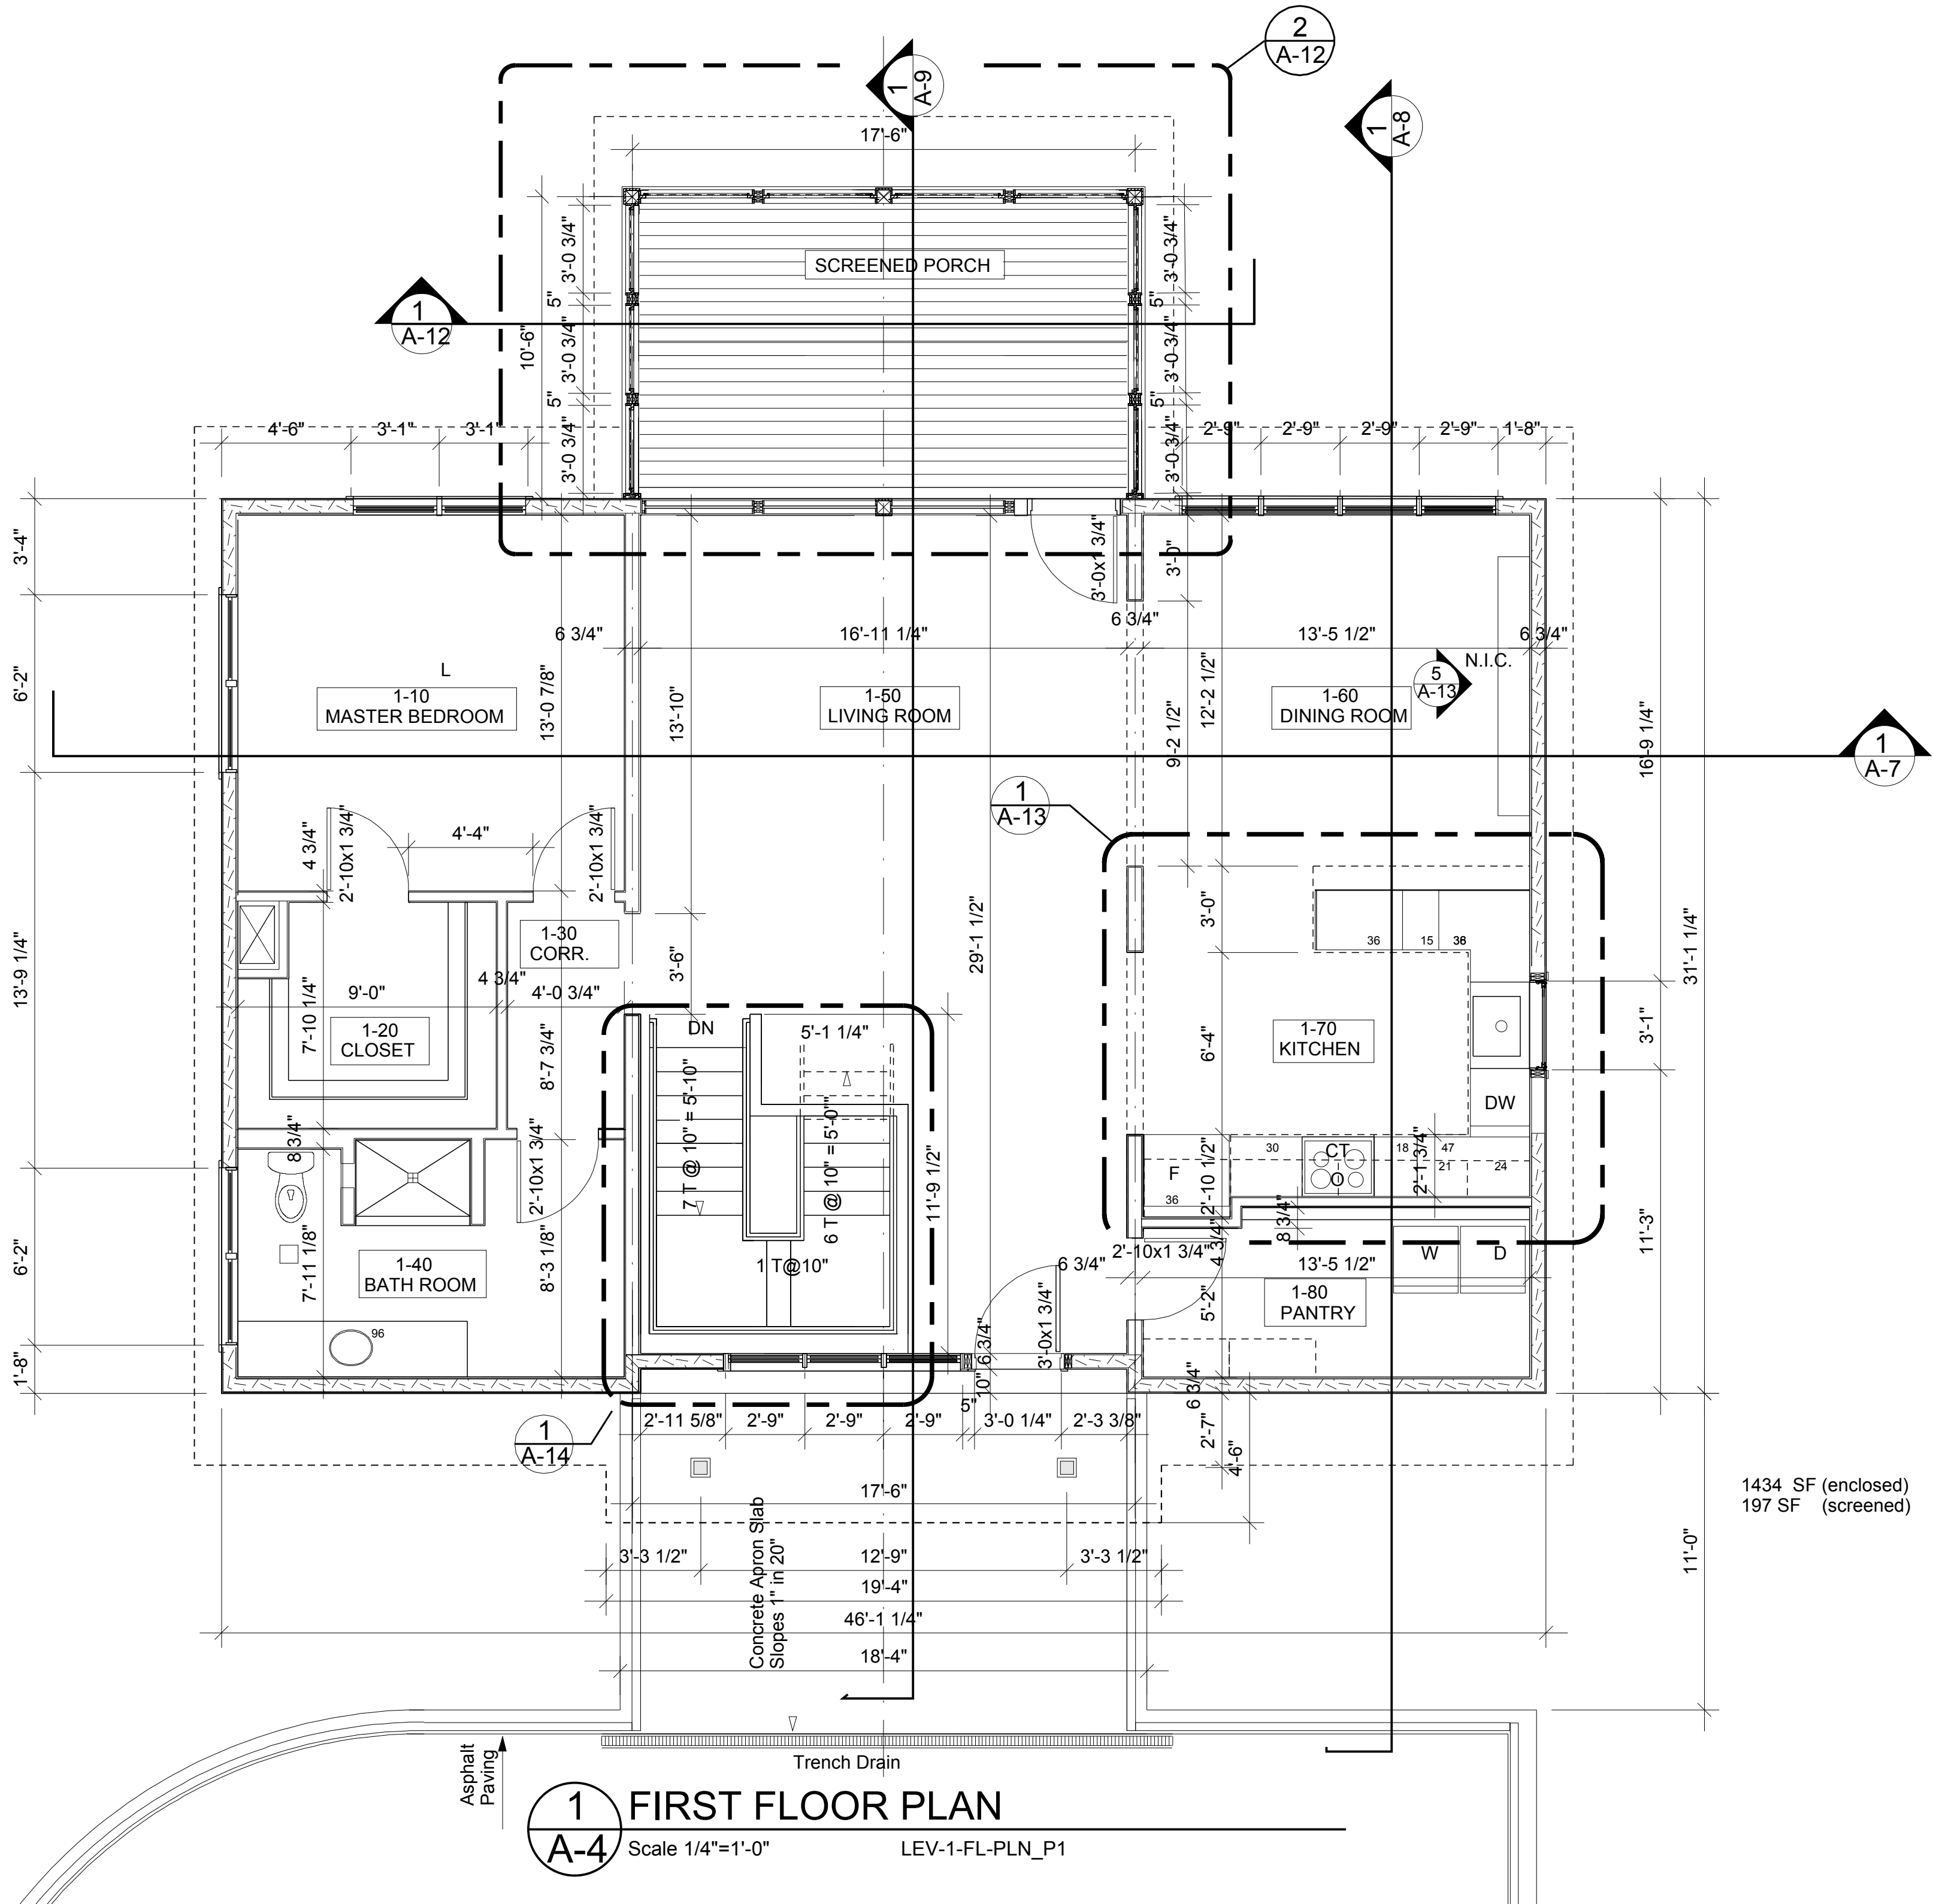 2
A-12
1
A-9
1
A-8
17'-6"
SCREENED PORCH
3'-0 3/4"
5"
3'-0 3/4"
5"
3'-0 3/4"
10'-6"
3'-0 3/4"
5"
3'-0 3/4"
5"
3'-0 3/4"
1
A-12
4'-6"
3'-1"
3'-1"
2'-9"
2'-9"
2'-9"
2'-9"
1'-8"
3'-4"
6'-2"
13'-9 1/4"
6'-2"
1'-8"
3'-0x1 3/4"
3'-0"
6 3/4"
16'-11 1/4"
6 3/4"
13'-5 1/2"
6 3/4"
L
1-10
MASTER BEDROOM
13'-0 7/8"
13'-10"
1-50
LIVING ROOM
9'-2 1/2"
12'-2 1/2"
1-60
DINING ROOM
5
A-13
N.I.C.
16'-9 1/4"
1
A-7
1
A-13
4 3/4"
2'-10x1 3/4"
4'-4"
2'-10x1 3/4"
1-30
CORR.
3'-6"
29'-1 1/2"
3'-0"
36
15
38
36
31'-1 1/4"
9'-0"
4 3/4"
4'-0 3/4"
7'-10 1/4"
1-20
CLOSET
8'-7 3/4"
DN
5'-1 1/4"
7 T @ 10" = 5'-10"
6 T @ 10" = 5'-0"
1 T@10"
11'-9 1/2"
6'-4"
1-70
KITCHEN
3'-1"
DW
8 3/4"
2'-10x1 3/4"
F
36
2'-10 1/2"
30
CT
O
18
47
21
24
2'-1 3/4"
7'-11 1/8"
1-40
BATH ROOM
8'-3 1/8"
96
4 3/4"
8 3/4"
2'-10x1 3/4"
6 3/4"
13'-5 1/2"
W
D
5'-2"
1-80
PANTRY
11'-3"
3'-0x1 3/4"
6 3/4"
10"
6 3/4"
5"
2'-11 5/8"
2'-9"
2'-9"
2'-9"
3'-0 1/4"
2'-3 3/8"
2'-7"
4'-6"
1
A-14
17'-6"
1434 SF (enclosed)
197 SF (screened)
Concrete Apron Slab
Slopes 1" in 20"
3'-3 1/2"
12'-9"
3'-3 1/2"
19'-4"
46'-1 1/4"
18'-4"
11'-0"
Asphalt
Paving
Trench Drain
1
A-4
FIRST FLOOR PLAN
Scale 1/4"=1'-0"
LEV-1-FL-PLN_P1